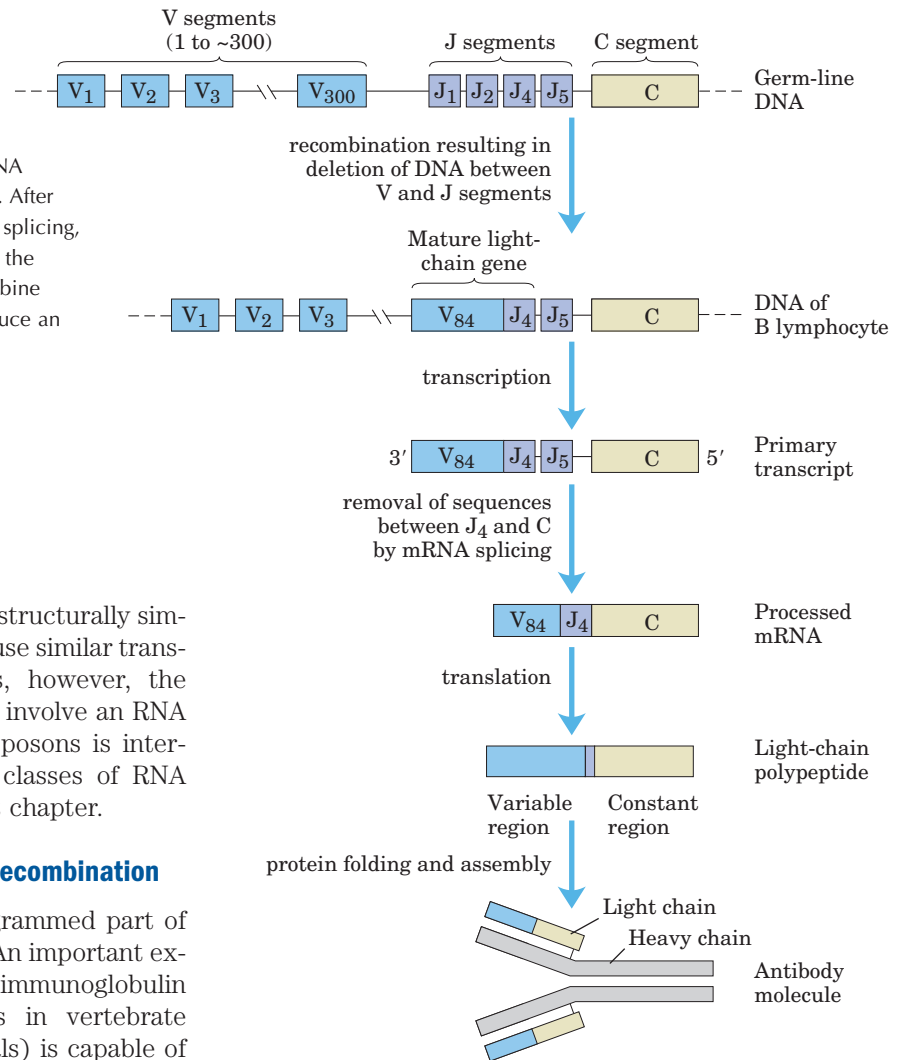 V segments
(1 to ~300)
J segments
C segment
V1 V2 V3 V300 J1 J2 J4 J5 C
Germ-line
DNA
recombination resulting in
deletion of DNA between
V and J segments
NA
. After
splicing,
the
bine
uce an
Mature light-
chain gene
V1 V2 V3 V84 J4 J5 C
DNA of
B lymphocyte
transcription
3′ V84 J4 J5 C 5′
Primary
transcript
removal of sequences
between J4 and C
by mRNA splicing
V84 J4 C
Processed
mRNA
translation
Light-chain
polypeptide
Variable
region
Constant
region
protein folding and assembly
Light chain
Heavy chain
Antibody
molecule
structurally sim-
use similar trans-
s, however, the
involve an RNA
posons is inter-
classes of RNA
s chapter.
ecombination
grammed part of
An important ex-
immunoglobulin
s in vertebrate
ls) is capable of